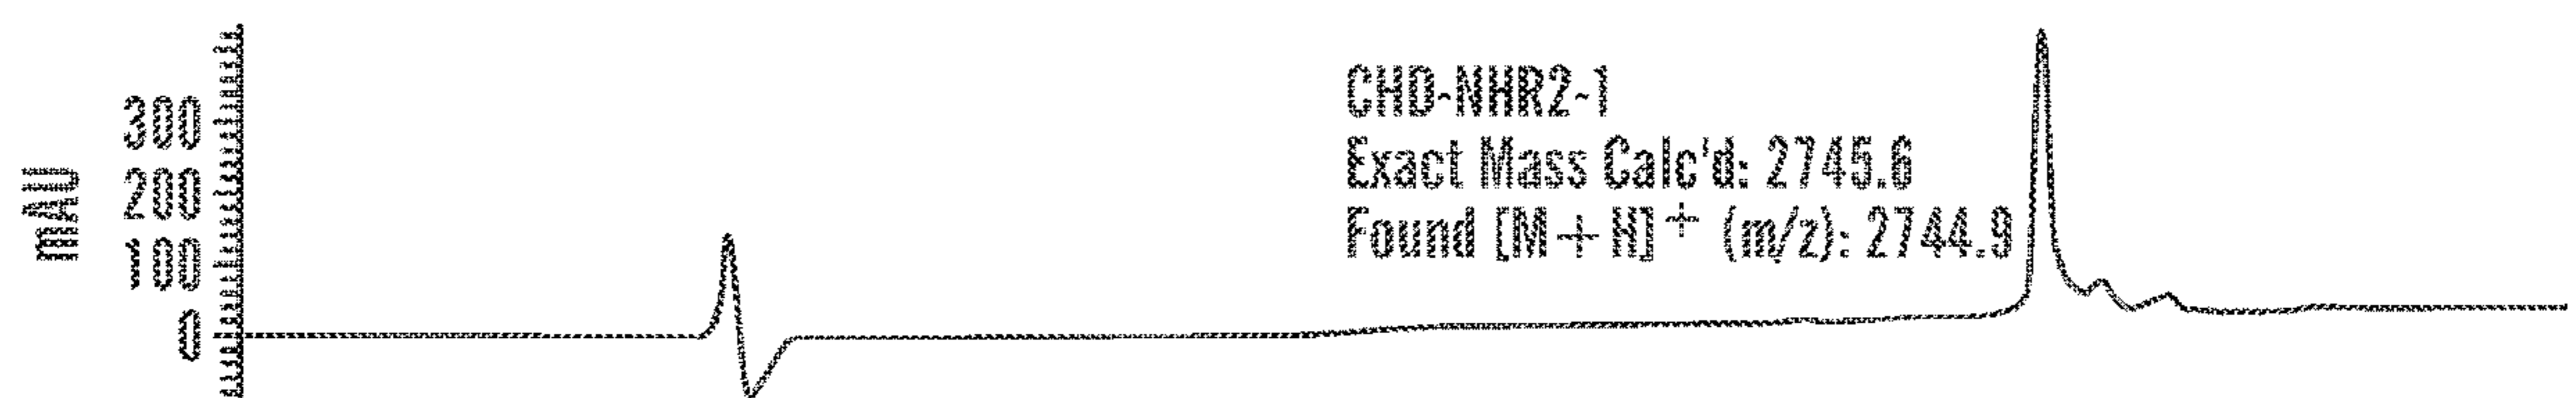 CHD-NHR2-1
Exact Mass Calc'd: 2745.6
Found [M+H]+ (m/z): 2744.9
mAU
300
200
100
0